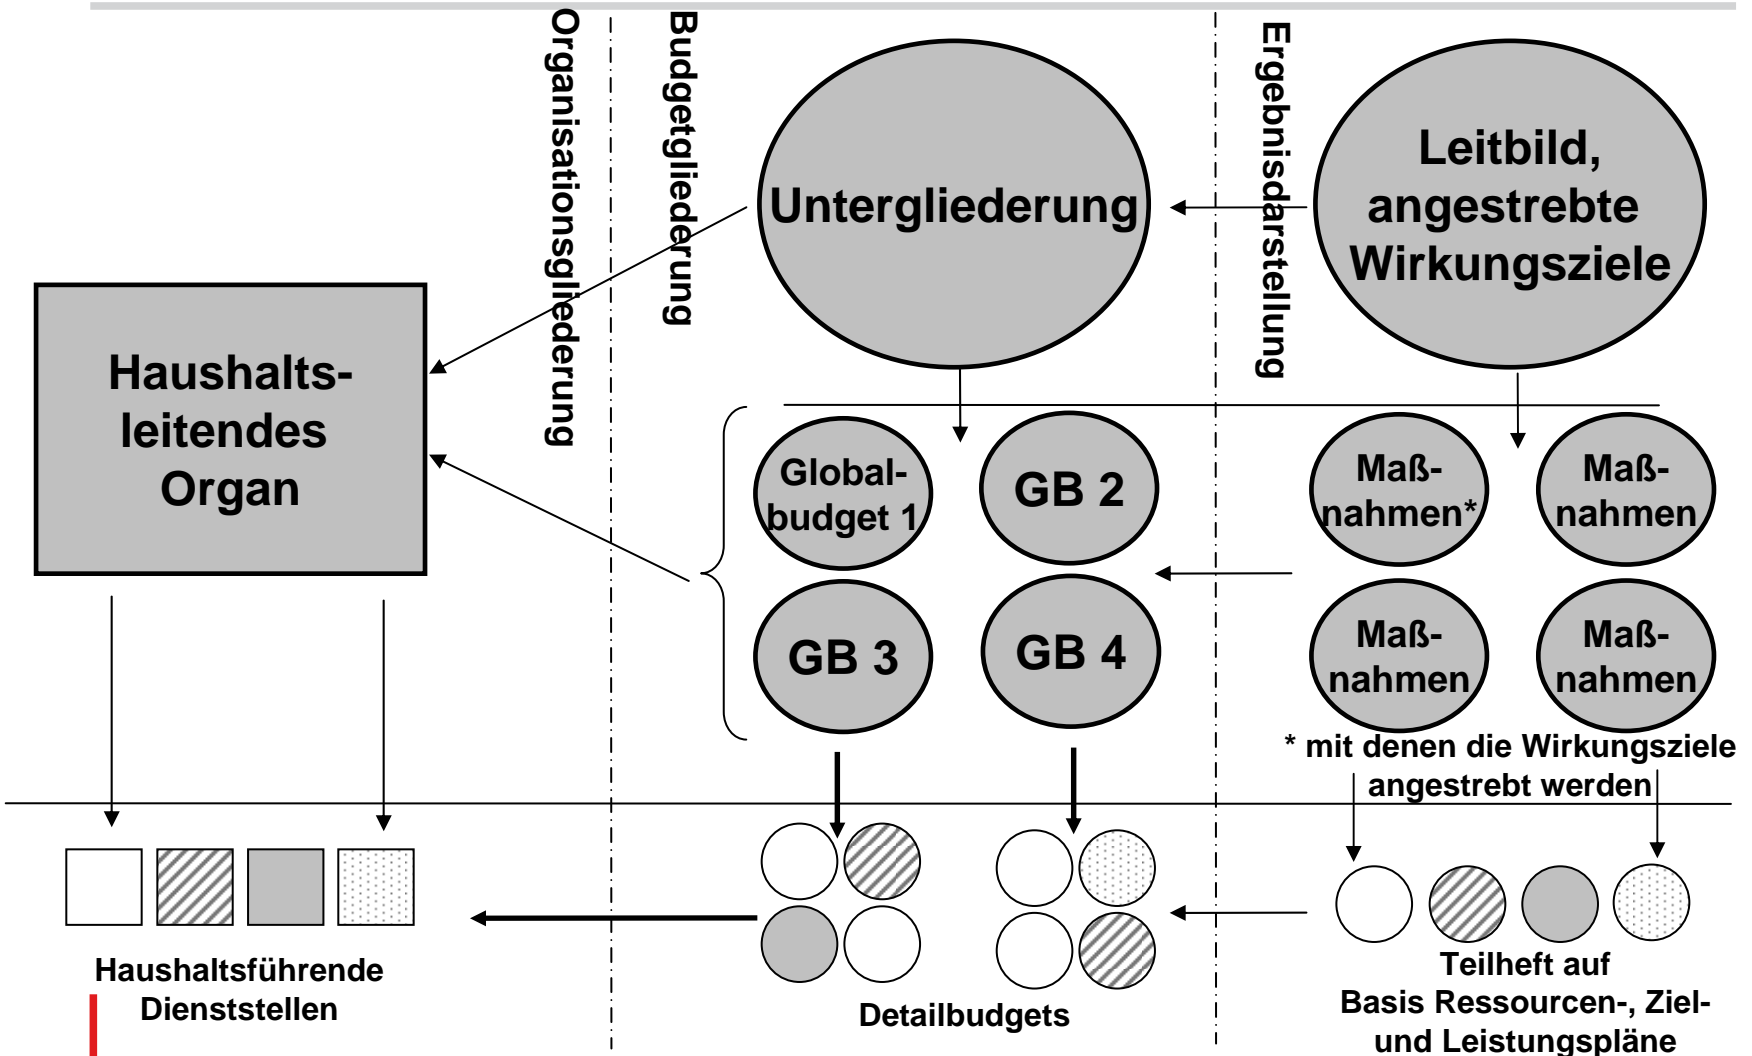 Organisationsgliederung
Budgetgliederung
Ergebnisdarstellung
Haushalts-
leitendes
Organ
Untergliederung
Leitbild,
angestrebte
Wirkungsziele
Global-
budget 1
GB 2
GB 3
GB 4
Maß-
nahmen*
Maß-
nahmen
Maß-
nahmen
Maß-
nahmen
* mit denen die Wirkungsziele
angestrebt werden
Haushaltsführende
Dienststellen
Detailbudgets
Teilheft auf
Basis Ressourcen-, Ziel-
und Leistungspläne